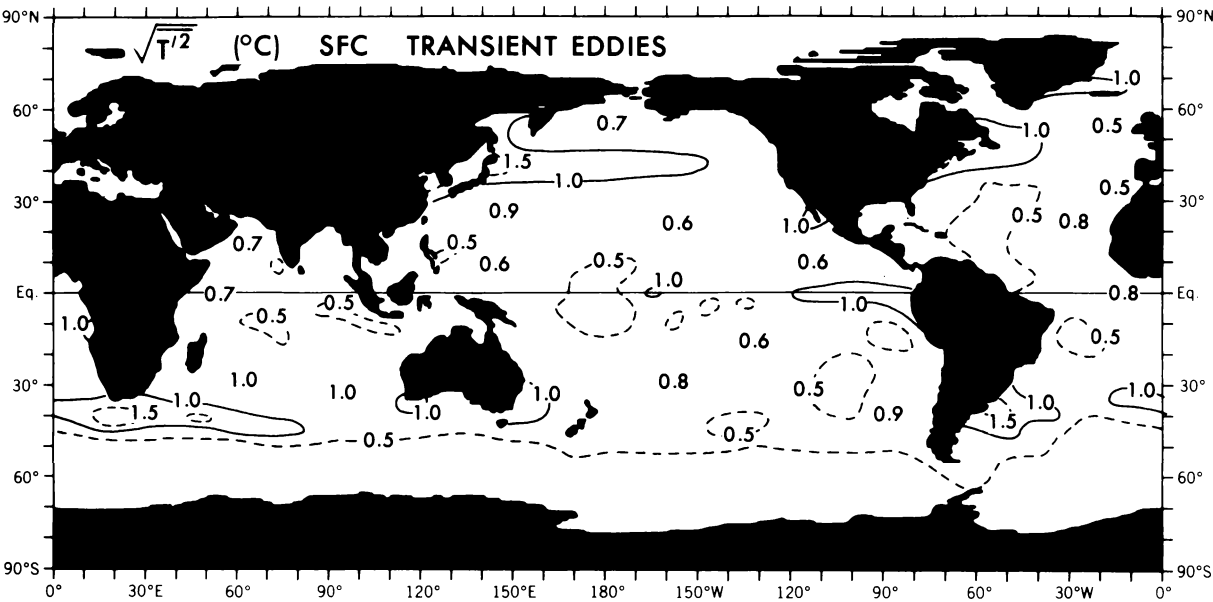 90°N 90°N
√T′² (°C) SFC TRANSIENT EDDIES
1.0
60° 60°
0.7 1.0 0.5
1.5
1.0 0.5
30° 30°
0.9 0.6 1.0 0.5 0.8
0.7 0.5
0.6 0.5 0.6
1.0
Eq. 0.7 0.8 Eq.
0.5 1.0
1.0 0.5
0.6 0.5
30° 1.0 1.0 0.8 0.5 1.0 30°
1.0 1.0 1.0
1.5 1.0 0.9 1.5
0.5 0.5
60° 60°
90°S 90°S
0° 30°E 60° 90° 120° 150°E 180° 150°W 120° 90° 60° 30°W 0°